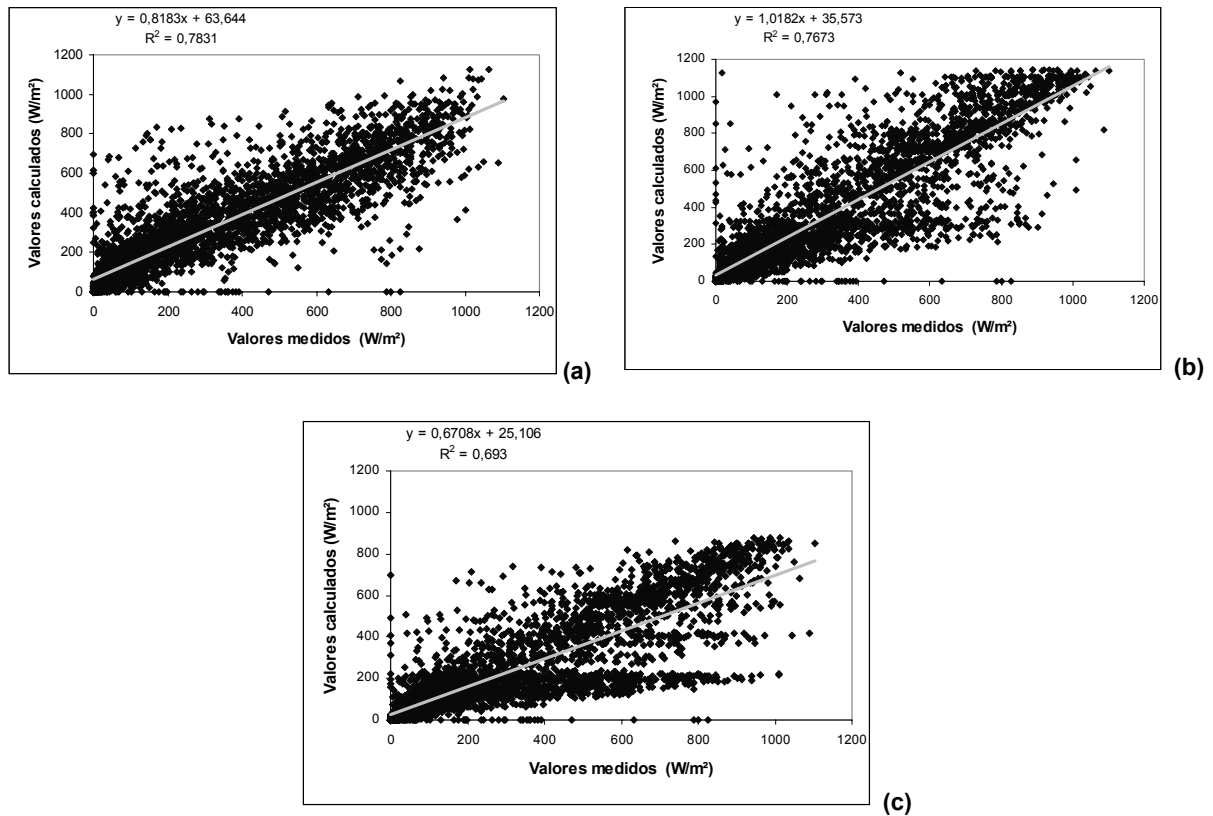 y = 0,8183x + 63,644
R² = 0,7831
1200
1000
800
600
400
200
0
0 200 400 600 800 1000 1200
Valores calculados (W/m²)
Valores medidos (W/m²)
(a)
y = 1,0182x + 35,573
R² = 0,7673
1200
1000
800
600
400
200
0
0 200 400 600 800 1000 1200
Valores calculados (W/m²)
Valores medidos (W/m²)
(b)
y = 0,6708x + 25,106
R² = 0,693
1200
1000
800
600
400
200
0
0 200 400 600 800 1000 1200
Valores calculados (W/m²)
Valores medidos (W/m²)
(c)